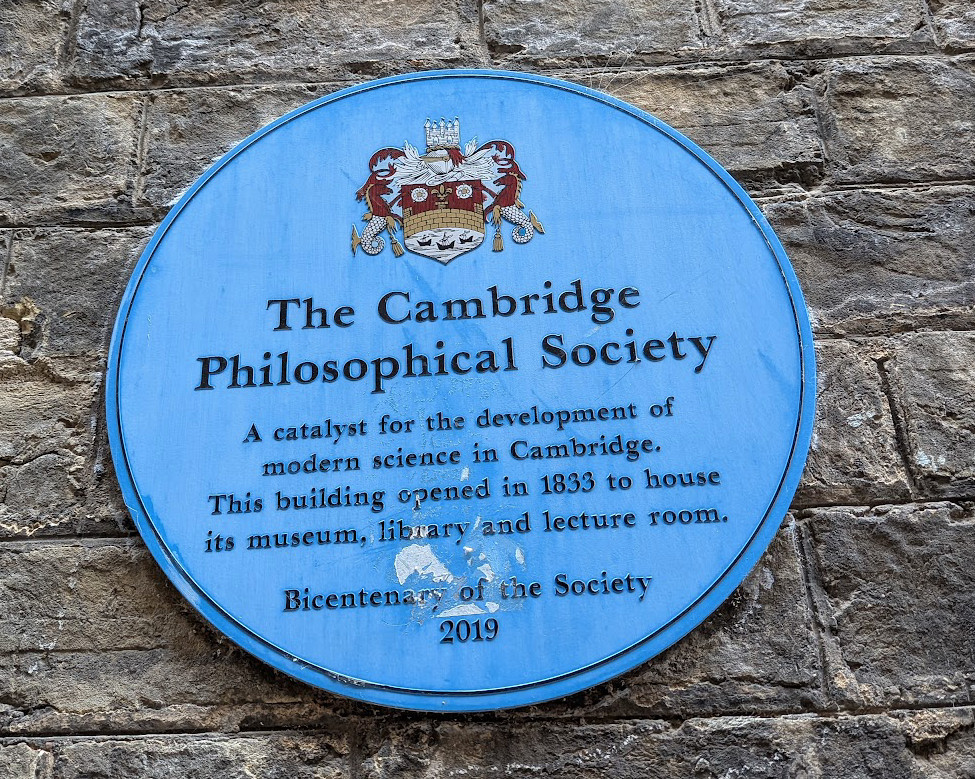 The Cambridge
Philosophical Society
A catalyst for the development of
modern science in Cambridge.
This building opened in 1833 to house
its museum, library and lecture room.
Bicentenary of the Society
2019